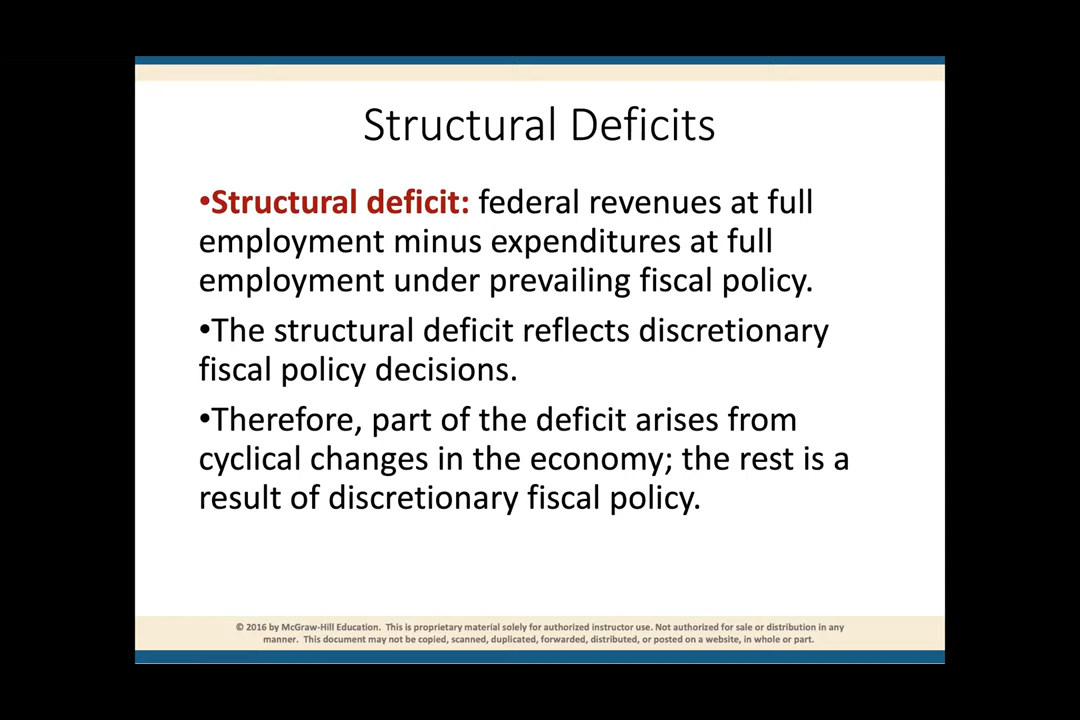 Structural Deficits
•Structural deficit: federal revenues at full
employment minus expenditures at full
employment under prevailing fiscal policy.
•The structural deficit reflects discretionary
fiscal policy decisions.
•Therefore, part of the deficit arises from
cyclical changes in the economy; the rest is a
result of discretionary fiscal policy.
© 2016 by McGraw-Hill Education. This is proprietary material solely for authorized instructor use. Not authorized for sale or distribution in any
manner. This document may not be copied, scanned, duplicated, forwarded, distributed, or posted on a website, in whole or part.